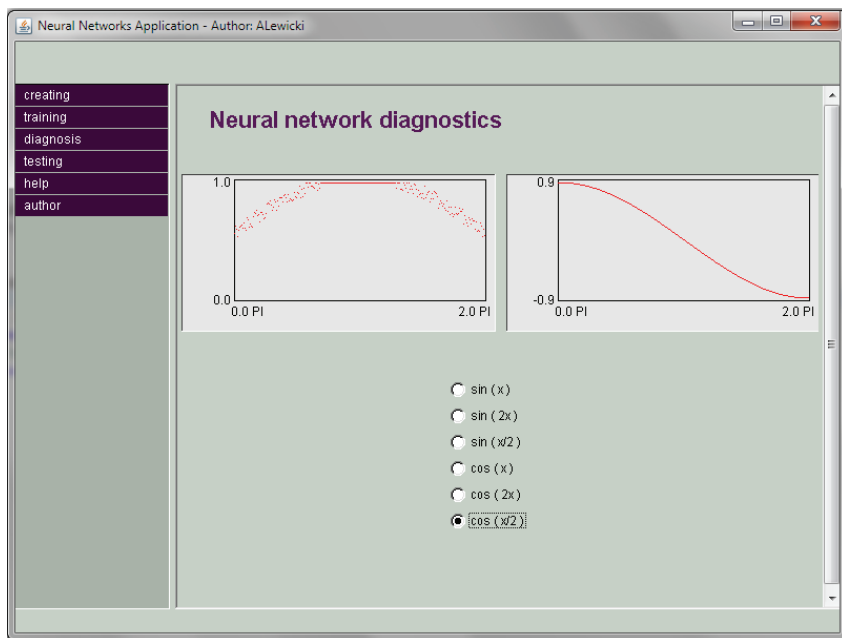 Neural Networks Application - Author: ALewicki
creating
training
diagnosis
testing
help
author
Neural network diagnostics
1.0
0.0
0.0 PI
2.0 PI
0.9
-0.9
0.0 PI
2.0 PI
sin ( x )
sin ( 2x )
sin ( x/2 )
cos ( x )
cos ( 2x )
cos ( x/2 )